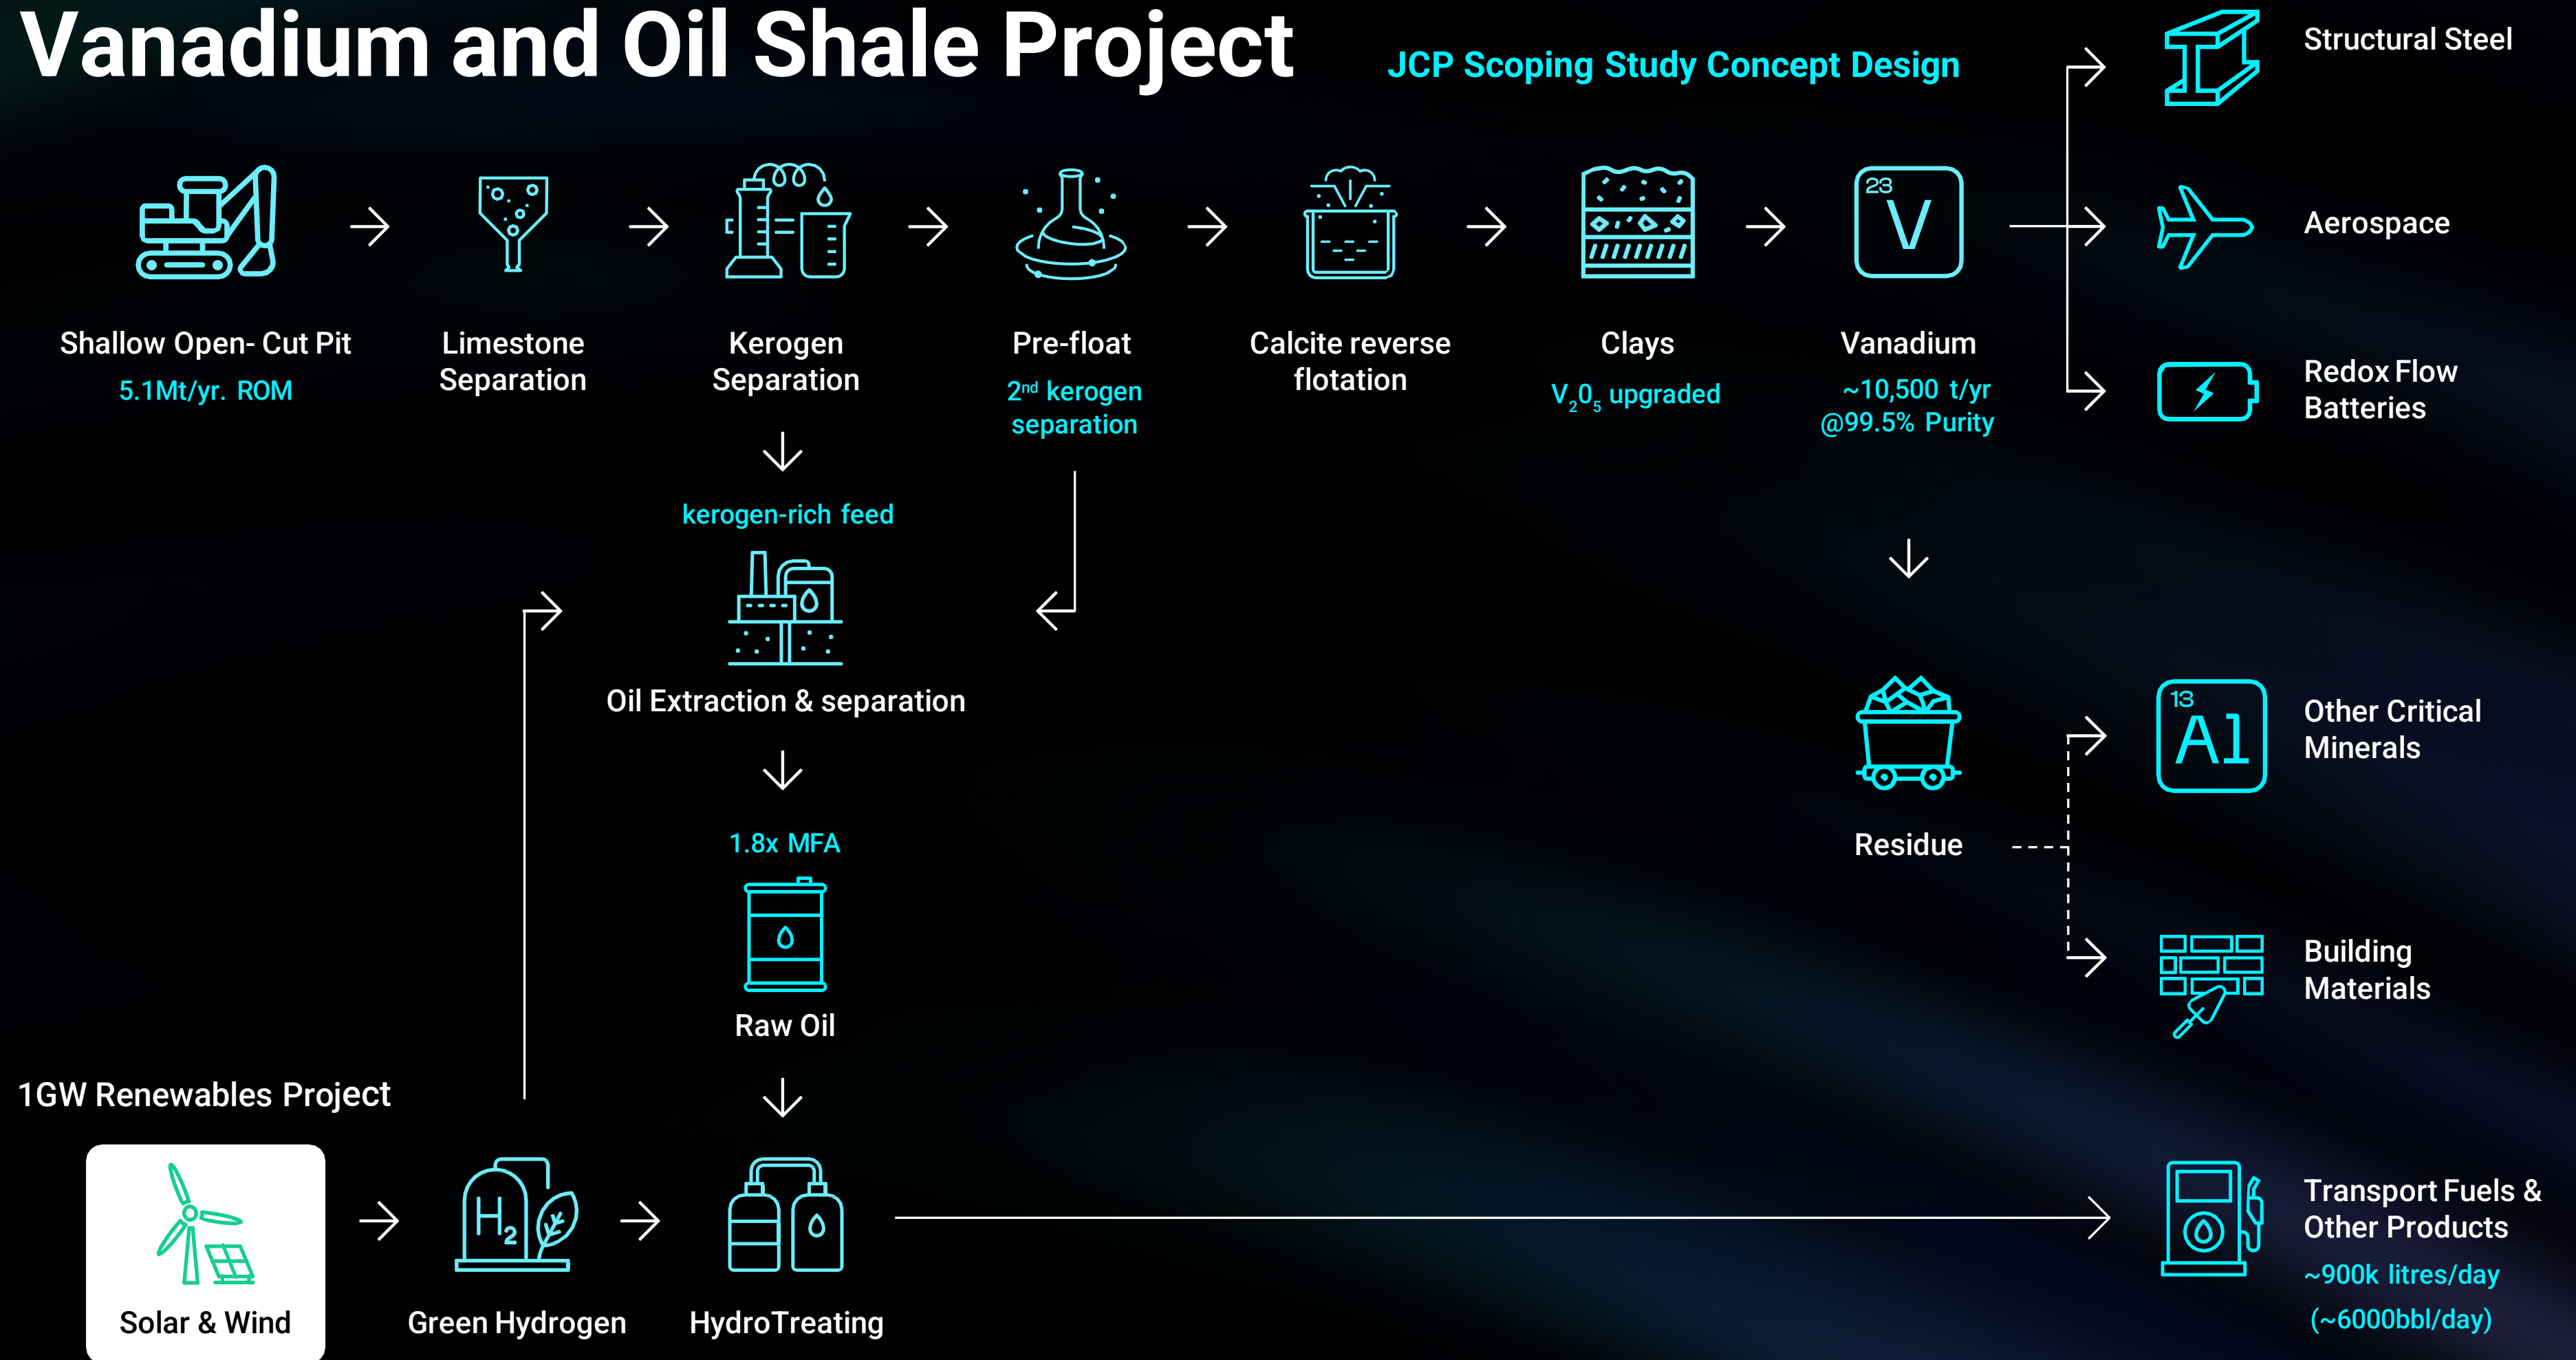 Vanadium and Oil Shale Project
JCP Scoping Study Concept Design
Structural Steel
23
V
Aerospace
Shallow Open- Cut Pit
5.1Mt/yr. ROM
Limestone
Separation
Kerogen
Separation
Pre-float
2nd kerogen
separation
Calcite reverse
flotation
Clays
V205 upgraded
Vanadium
~10,500 t/yr
@99.5% Purity
Redox Flow
Batteries
kerogen-rich feed
Oil Extraction & separation
13
Al
Other Critical
Minerals
1.8x MFA
Residue
Raw Oil
Building
Materials
1GW Renewables Project
H2
Solar & Wind
Green Hydrogen
HydroTreating
Transport Fuels &
Other Products
~900k litres/day
(~6000bbl/day)